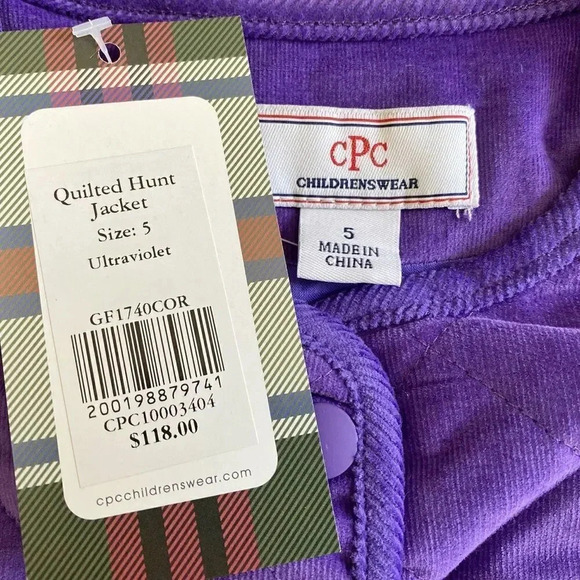 Quilted Hunt
Jacket
Size: 5
Ultraviolet
GF1740COR
200198879741
CPC10003404
$118.00
cpcchildrenswear.com
CPC
CHILDRENSWEAR
5
MADE IN
CHINA